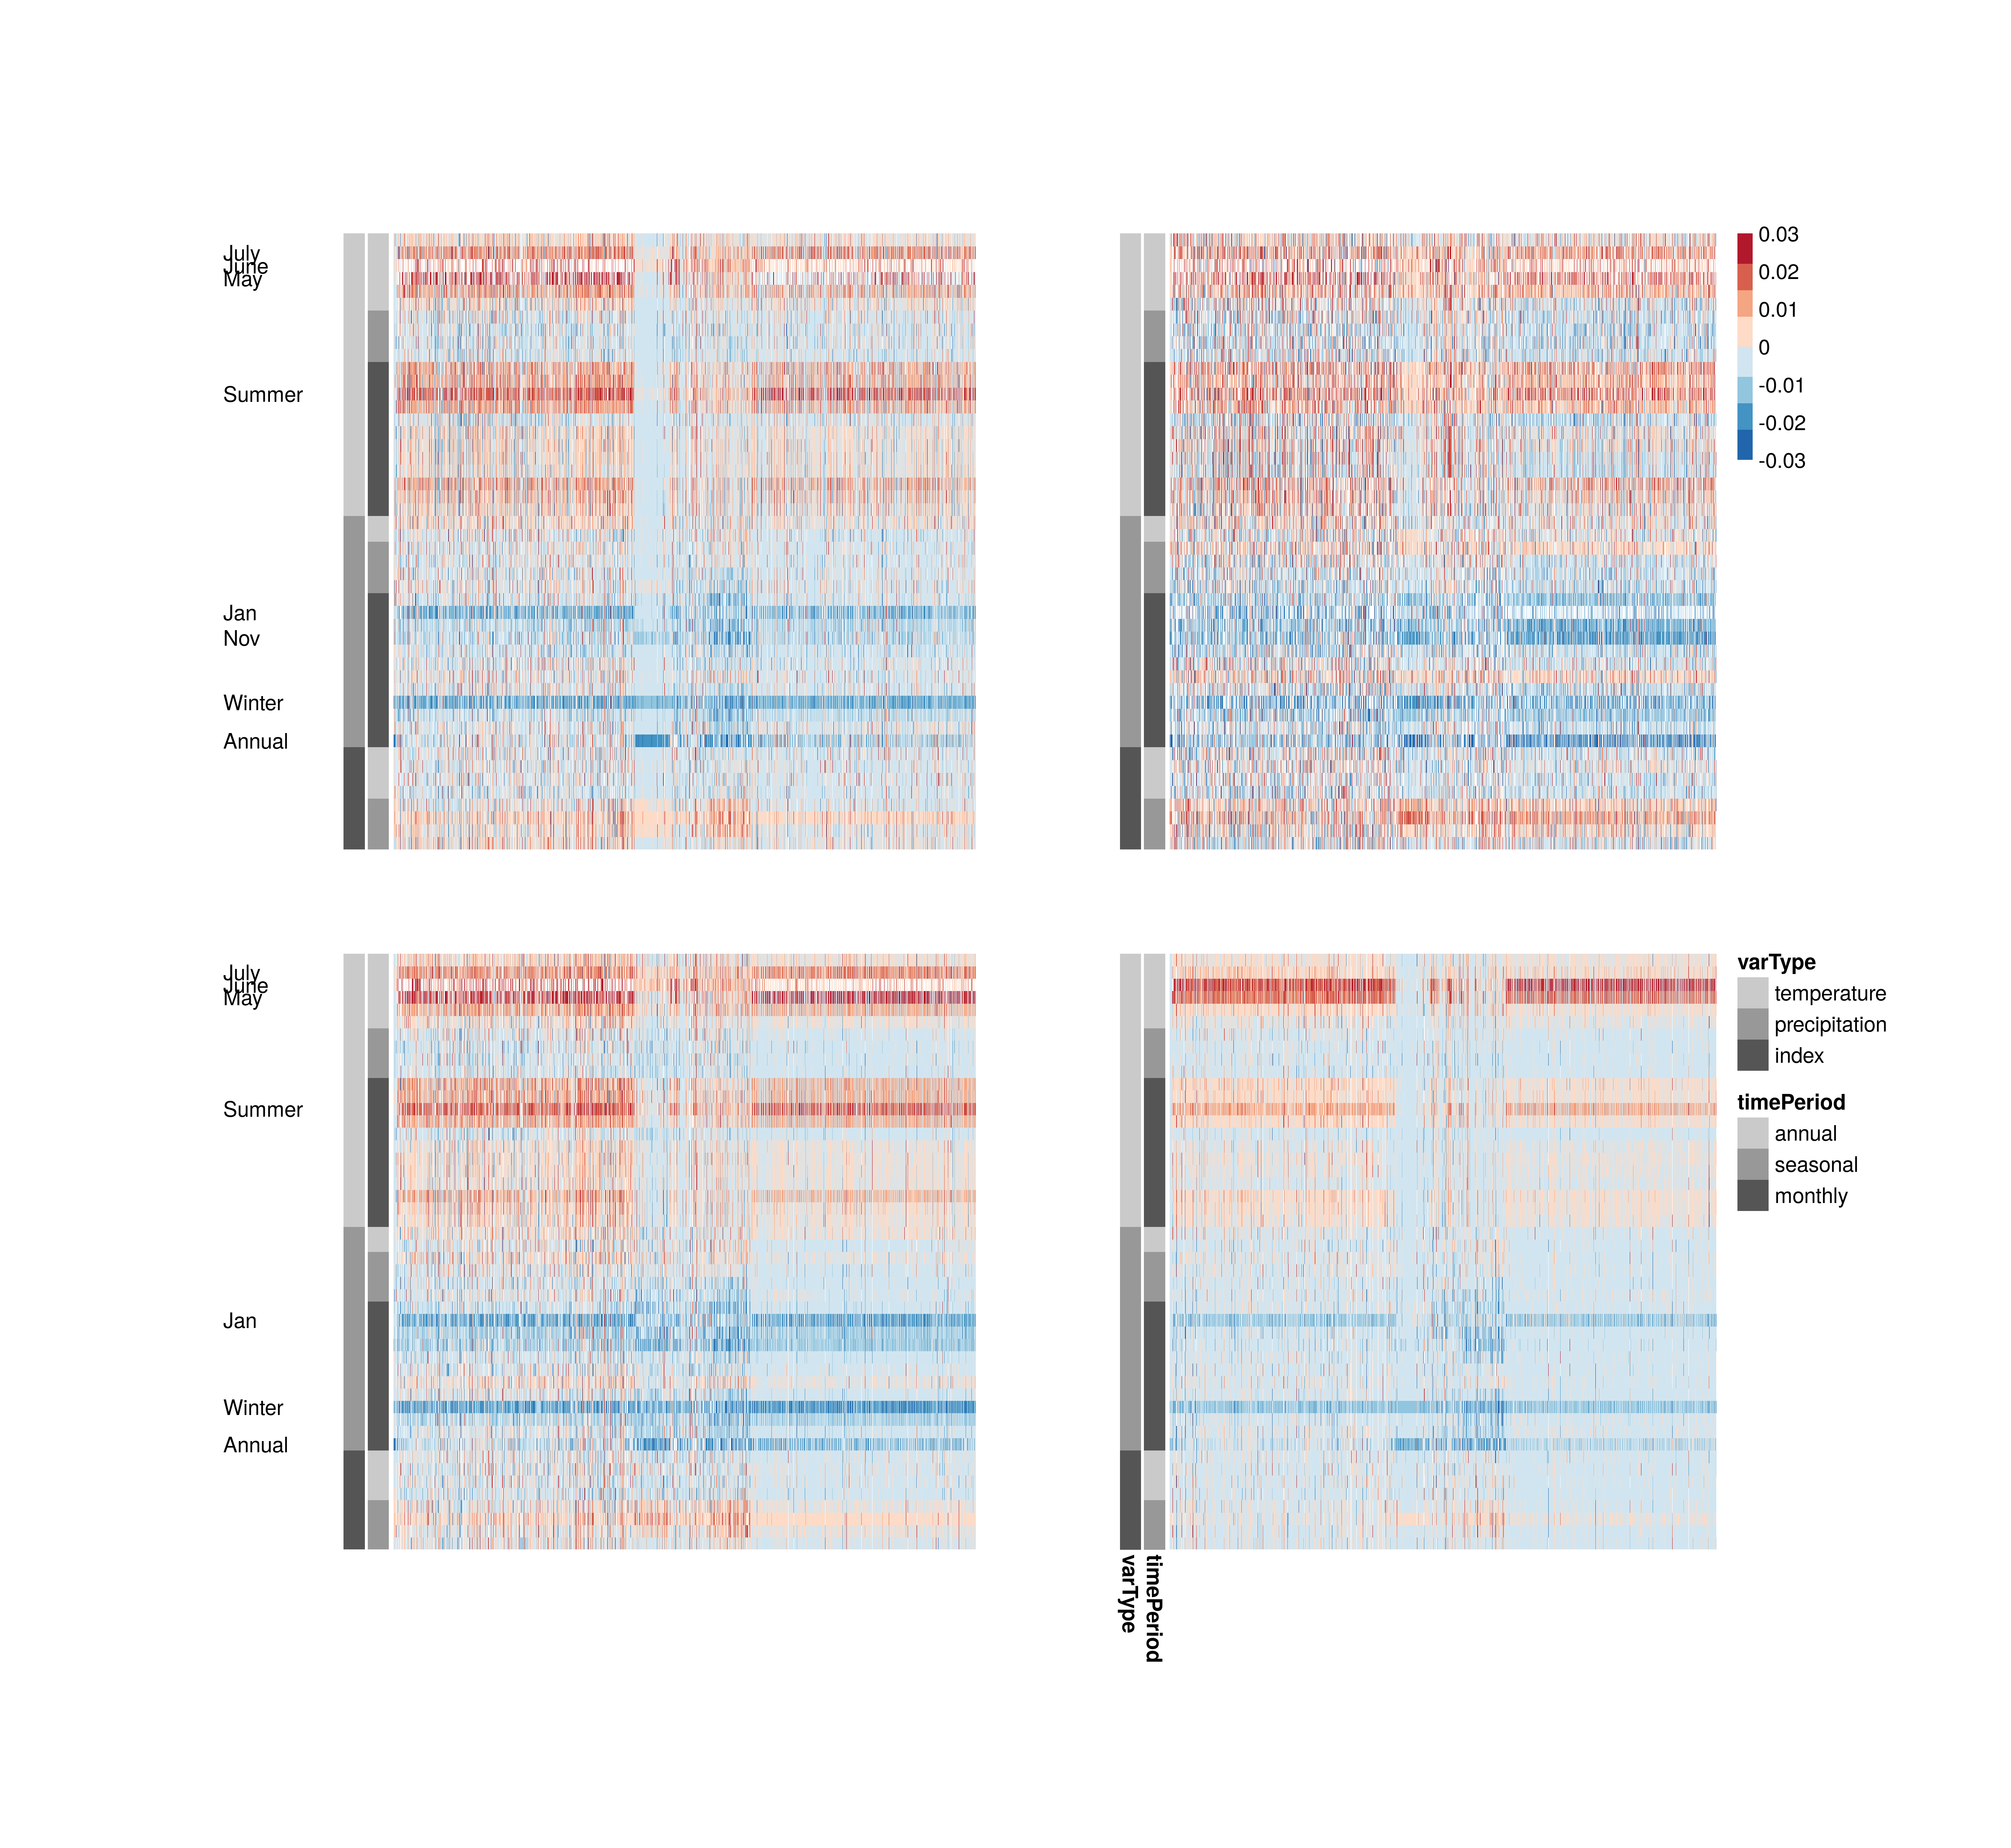 July
June
May
Summer
Jan
Nov
Winter
Annual
0.03
0.02
0.01
0
-0.01
-0.02
-0.03
July
June
May
Summer
Jan
Winter
Annual
varType
temperature
precipitation
index
timePeriod
annual
seasonal
monthly
varType
timePeriod